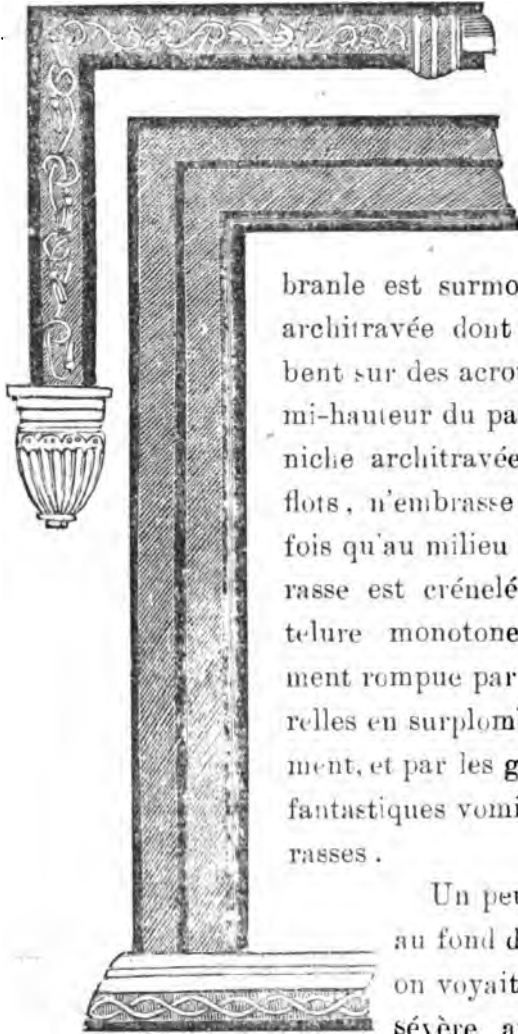 branle est surmo
architravée dont
bent sur des acro
mi-hauteur du pa
niche architravée
flots, n'embrasse
fois qu'au milieu
rasse est crénelé
telure monotone
ment rompue par
relles en surplom
ment, et par les g
fantastiques vomi
rasses.
Un peu
au fond d
on voyait
sévère, a